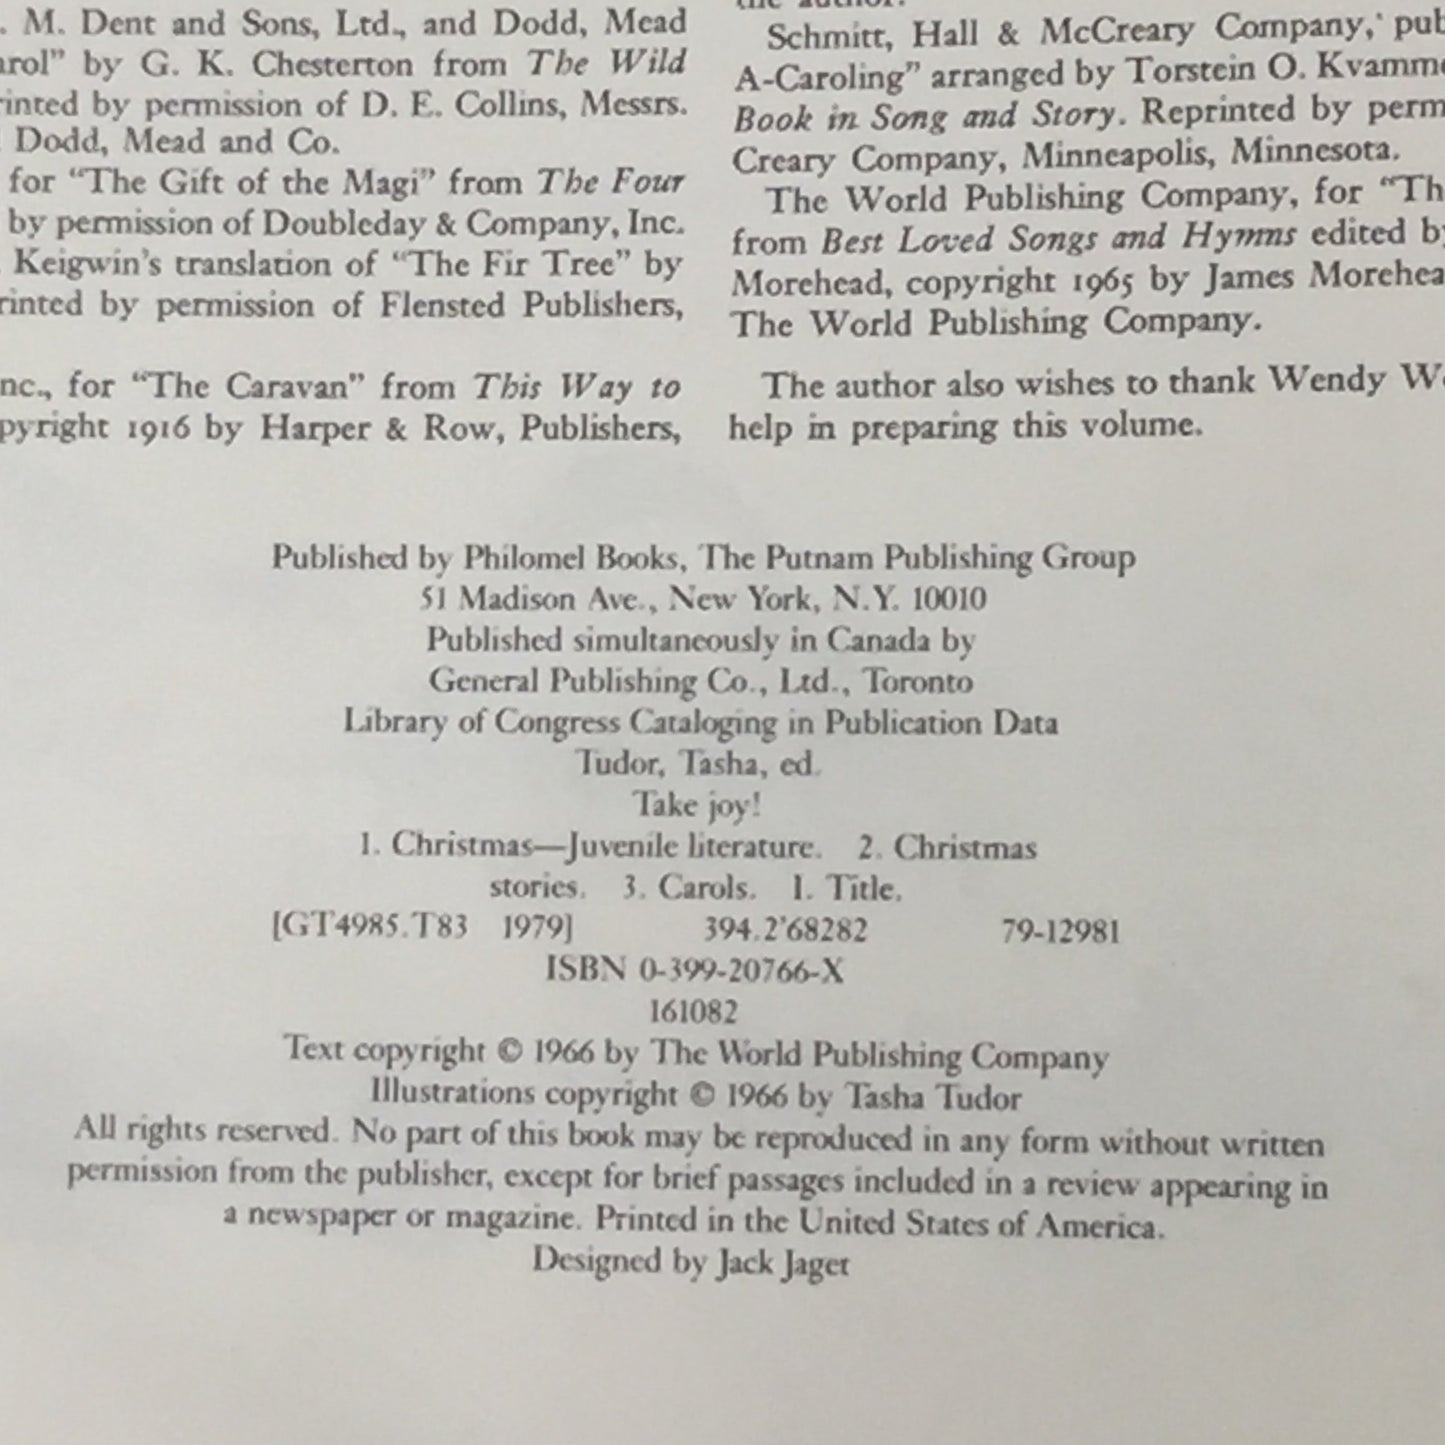 . M. Dent and Sons, Ltd., and Dodd, Mead
arol" by G. K. Chesterton from The Wild
rinted by permission of D. E. Collins, Messrs.
Dodd, Mead and Co.
for "The Gift of the Magi" from The Four
by permission of Doubleday & Company, Inc.
. Keigwin's translation of "The Fir Tree" by
rinted by permission of Flensted Publishers,
nc., for "The Caravan" from This Way to
pyright 1916 by Harper & Row, Publishers,
the author.
Schmitt, Hall & McCreary Company, pub
A-Caroling" arranged by Torstein O. Kvamme
Book in Song and Story. Reprinted by perm
Creary Company, Minneapolis, Minnesota.
The World Publishing Company, for "Th
from Best Loved Songs and Hymns edited by
Morehead, copyright 1965 by James Morehea
The World Publishing Company.
The author also wishes to thank Wendy W
help in preparing this volume.
Published by Philomel Books, The Putnam Publishing Group
51 Madison Ave., New York, N.Y. 10010
Published simultaneously in Canada by
General Publishing Co., Ltd., Toronto
Library of Congress Cataloging in Publication Data
Tudor, Tasha, ed.
Take joy!
1. Christmas—Juvenile literature. 2. Christmas
stories. 3. Carols. I. Title.
[GT4985.T83 1979] 394.2'68282 79-12981
ISBN 0-399-20766-X
161082
Text copyright © 1966 by The World Publishing Company
Illustrations copyright © 1966 by Tasha Tudor
All rights reserved. No part of this book may be reproduced in any form without written
permission from the publisher, except for brief passages included in a review appearing in
a newspaper or magazine. Printed in the United States of America.
Designed by Jack Jaget